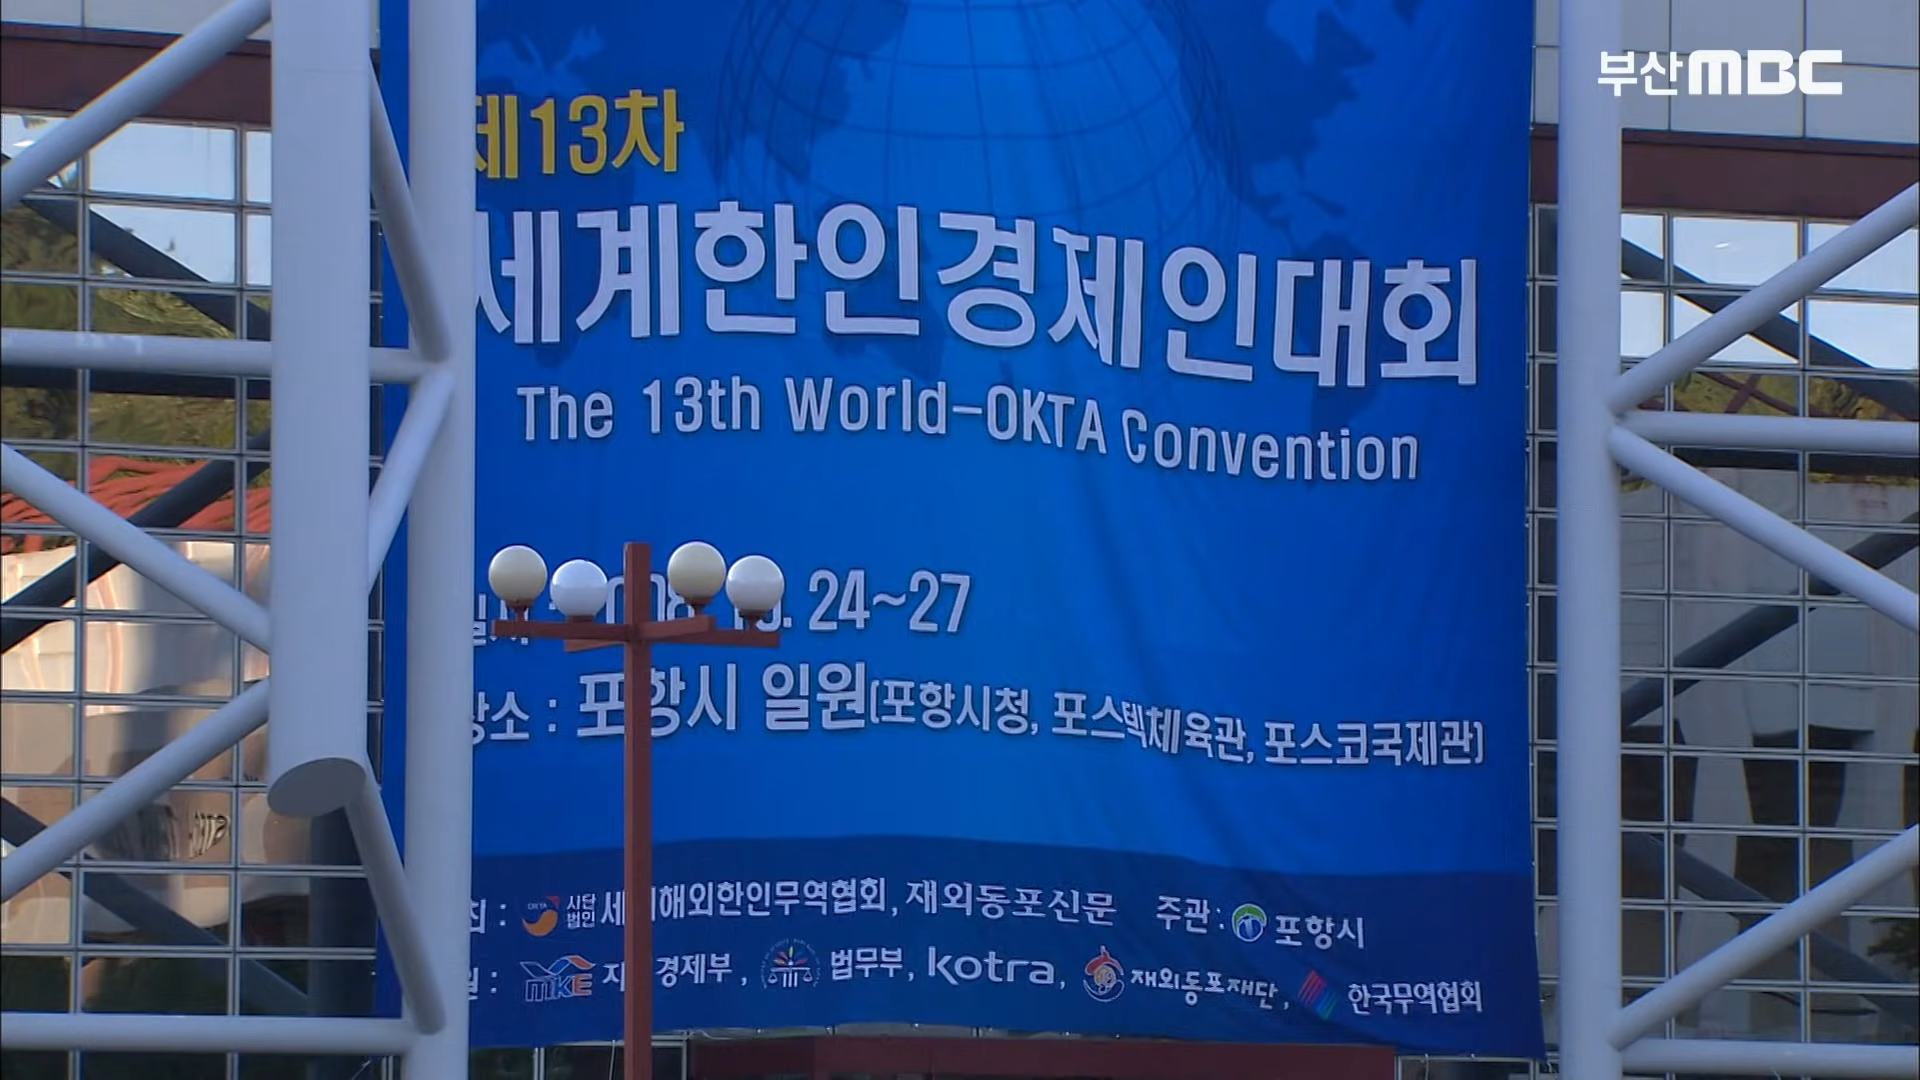 부산MBC
제13차
세계한인경제인대회
The 13th World-OKTA Convention
24~27
장소 : 포항시 일원(포항시청, 포스텍체육관, 포스코국제관)
OKTA 사단법인 해외한인무역협회, 재외동포신문 주관: 포항시
MKE 경제부, 법무부, kotra, 재외동포재단, 한국무역협회